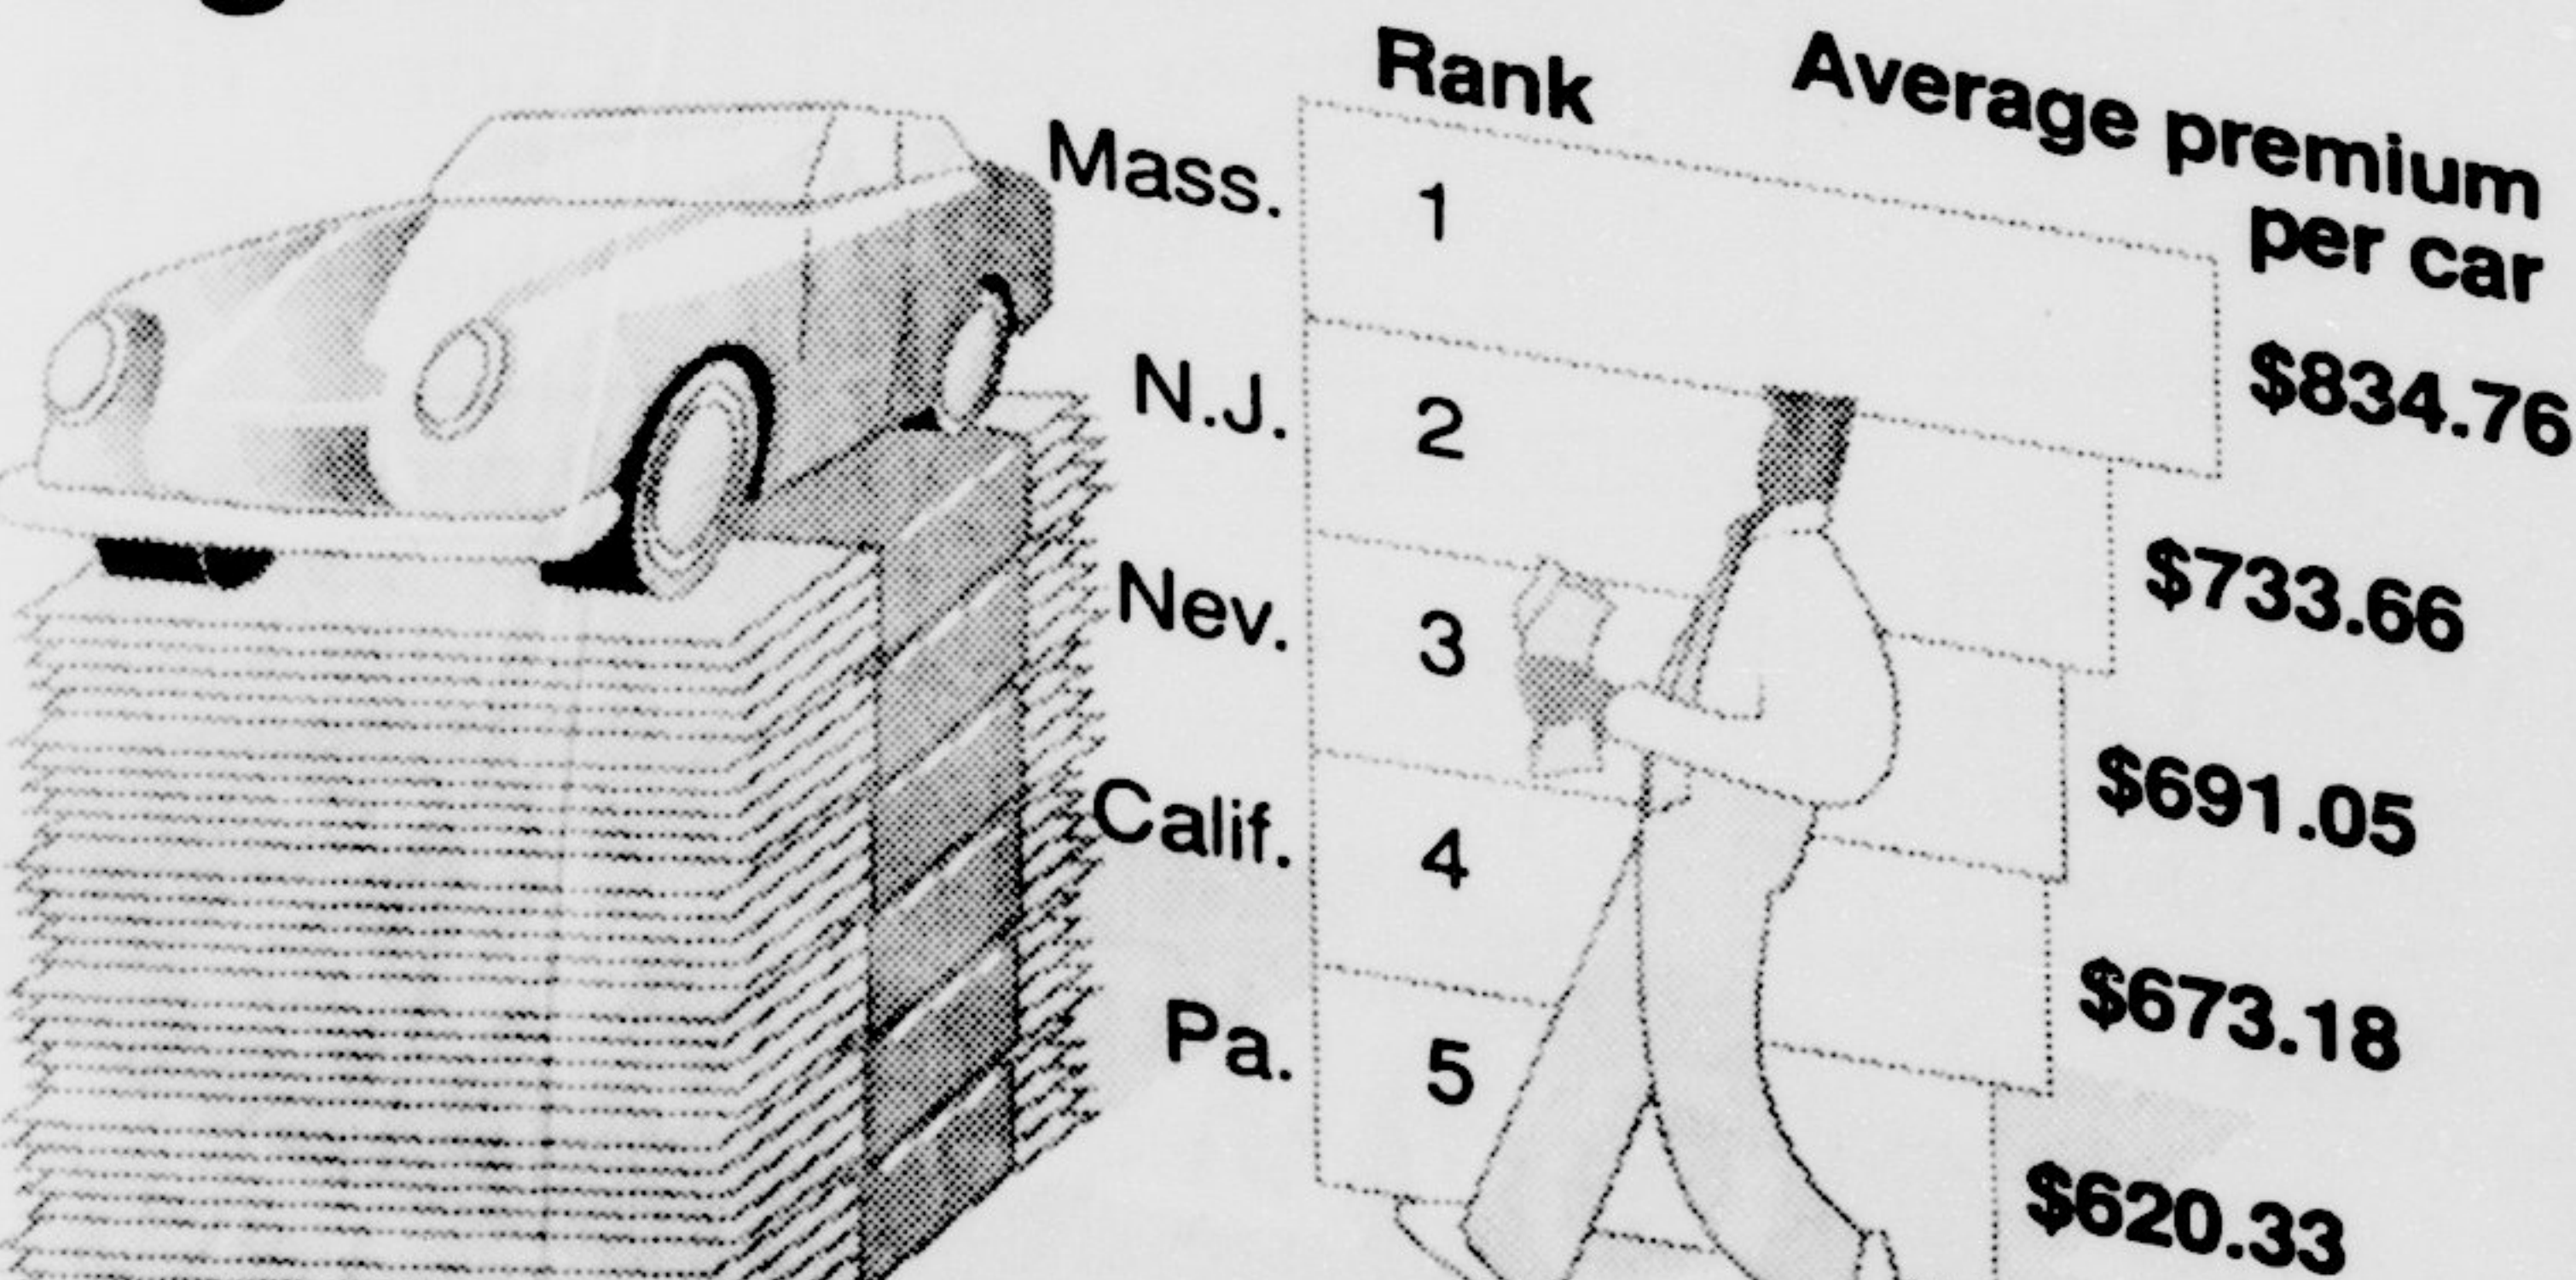 Rank
Average premium
per car
Mass. 1 $834.76
N.J. 2 $733.66
Nev. 3 $691.05
Calif. 4 $673.18
Pa. 5 $620.33